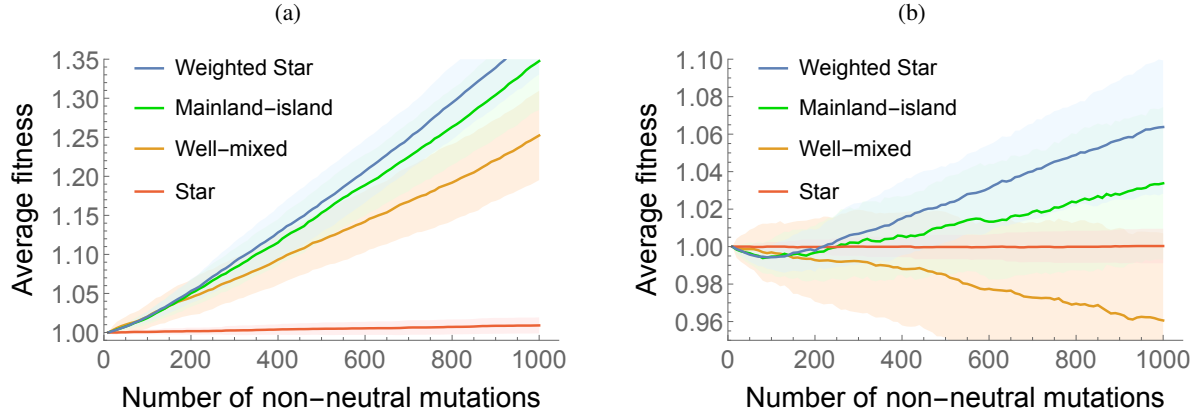 (a)
Average fitness
1.35
1.30
1.25
1.20
1.15
1.10
1.05
1.00
Weighted Star
Mainland-island
Well-mixed
Star
0
200
400
600
800
1000
Number of non-neutral mutations
(b)
Average fitness
1.10
1.08
1.06
1.04
1.02
1.00
0.98
0.96
Weighted Star
Mainland-island
Well-mixed
Star
0
200
400
600
800
1000
Number of non-neutral mutations